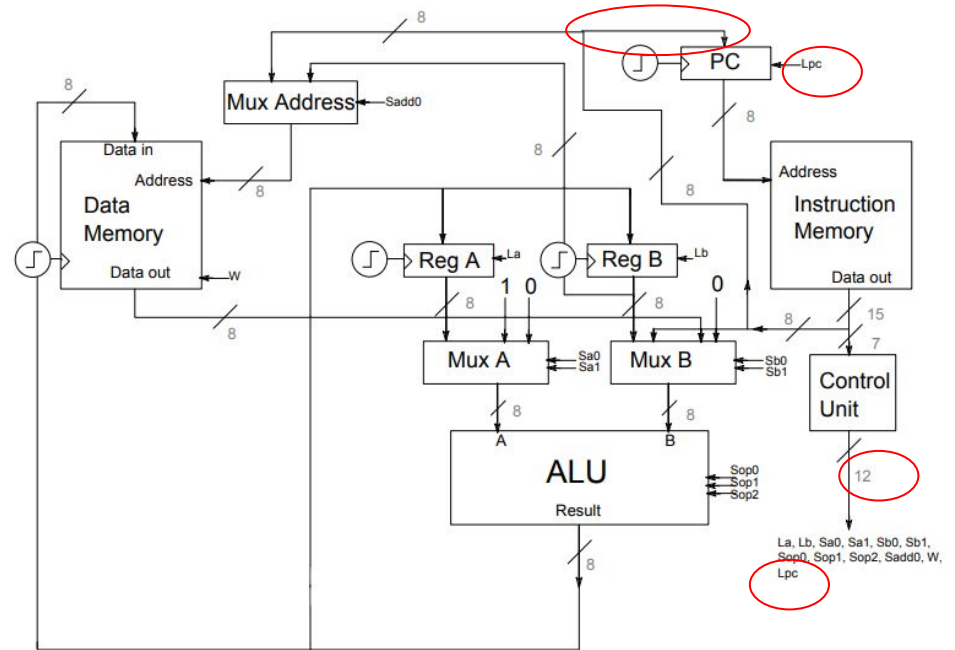 8
PC
Lpc
8
Mux Address
Sadd0
8
8
8
8
Data in
Address
Data
Memory
Data out
W
Address
Instruction
Memory
Data out
Reg A
La
Reg B
Lb
1 0
0
8
8
8
8
15
7
Mux A
Sa0
Sa1
Mux B
Sb0
Sb1
Control
Unit
8
8
12
A
B
ALU
Result
Sop0
Sop1
Sop2
8
La, Lb, Sa0, Sa1, Sb0, Sb1,
Sop0, Sop1, Sop2, Sadd0, W,
Lpc